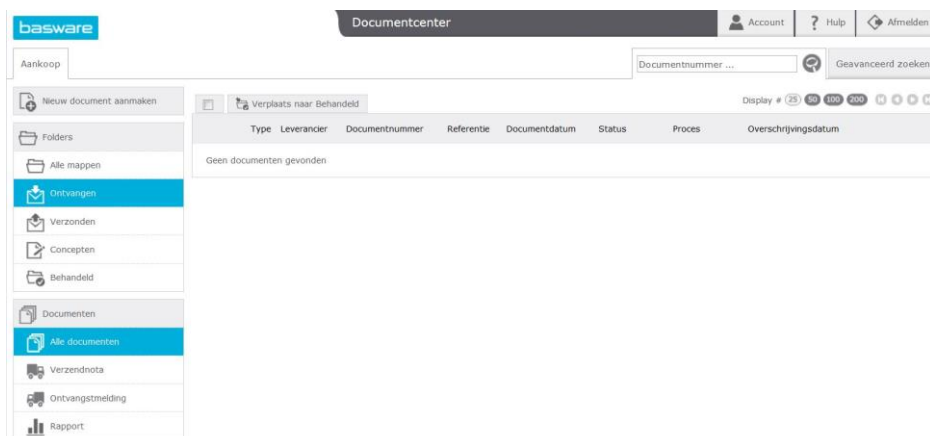 basware
Documentcenter
Account
? Hulp
Afmelden
Aankoop
Documentnummer ...
Geavanceerd zoeken
Nieuw document aanmaken
Verplaats naar Behandeld
Display # 25 50 100 200
Folders
Type Leverancier Documentnummer Referentie Documentdatum Status Proces Overschrijvingsdatum
Alle mappen
Geen documenten gevonden
Ontvangen
Verzonden
Concepten
Behandeld
Documenten
Alle documenten
Verzendnota
Ontvangstmelding
Rapport